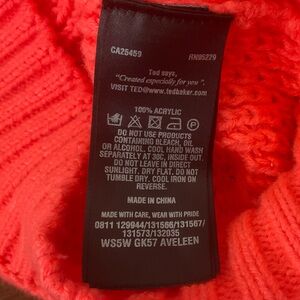 CA25459
RN95229
Ted says,
"Created especially for you".
VISIT TED@www.tedbaker.com
100% ACRYLIC
DO NOT USE PRODUCTS
CONTAINING BLEACH, OIL
OR ALCOHOL. COOL HAND WASH
SEPARATELY AT 30C, INSIDE OUT.
DO NOT LEAVE IN DIRECT
SUNLIGHT. DRY FLAT. DO NOT
TUMBLE DRY. COOL IRON ON
REVERSE.
MADE IN CHINA
MADE WITH CARE, WEAR WITH PRIDE
0811 129944/131566/131567/
131573/132035
WS5W GK57 AVELEEN